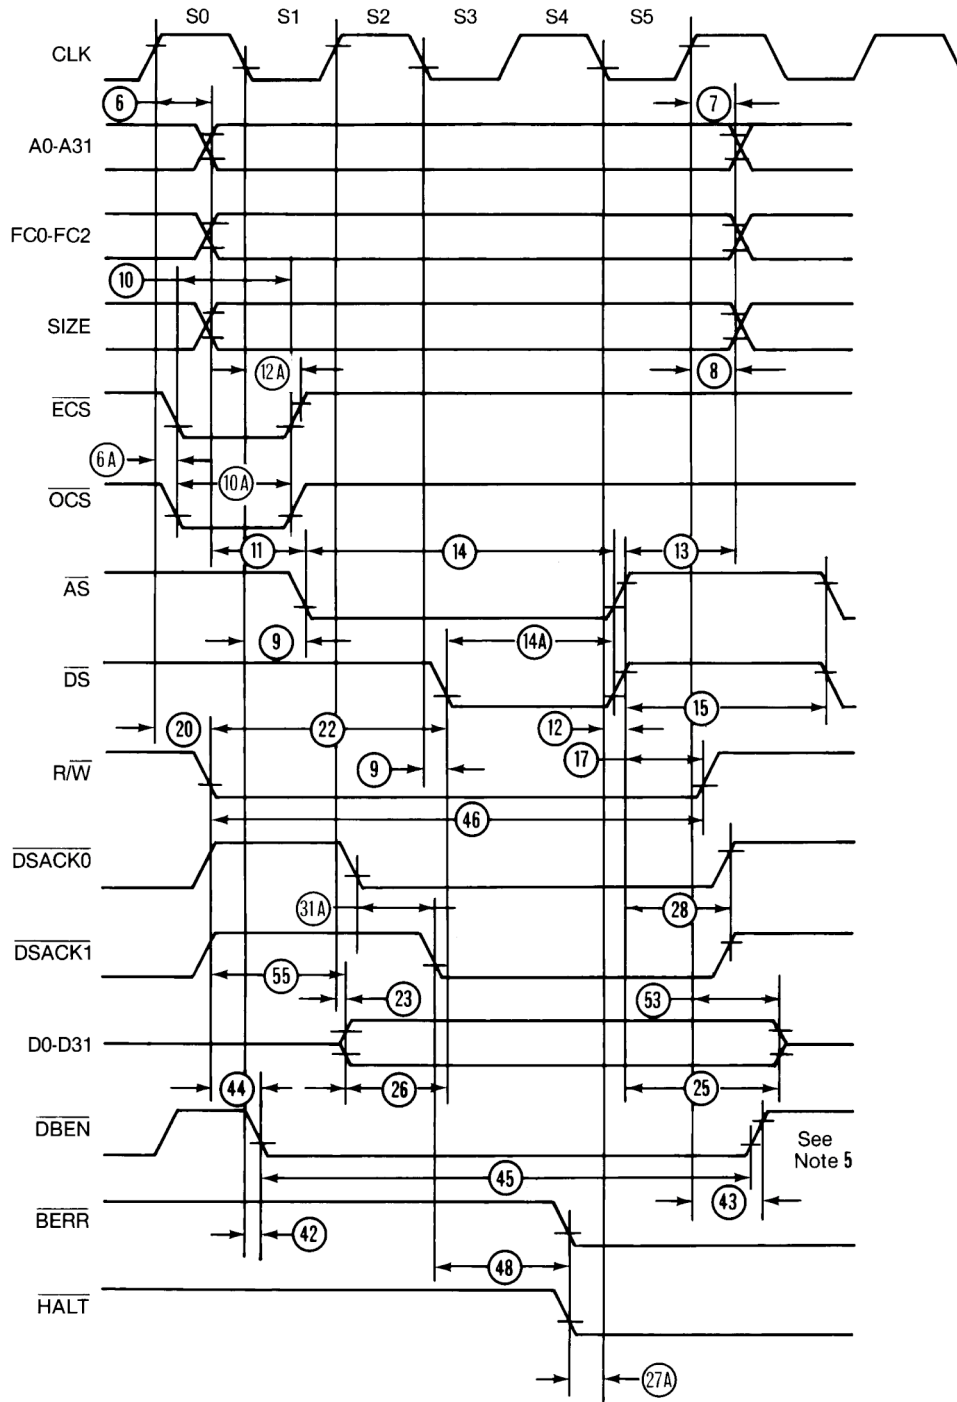 S0 S1 S2 S3 S4 S5
CLK
6 7
A0-A31
FC0-FC2
10
SIZE
12A 8
ECS
6A 10A
OCS
11 14 13
AS
9 14A
DS
15
20 22 12
17
R/W
9
46
DSACK0
31A 28
DSACK1
55 23 53
D0-D31
44 26 25
DBEN
See
Note 5
45
43
BERR
42
48
HALT
27A